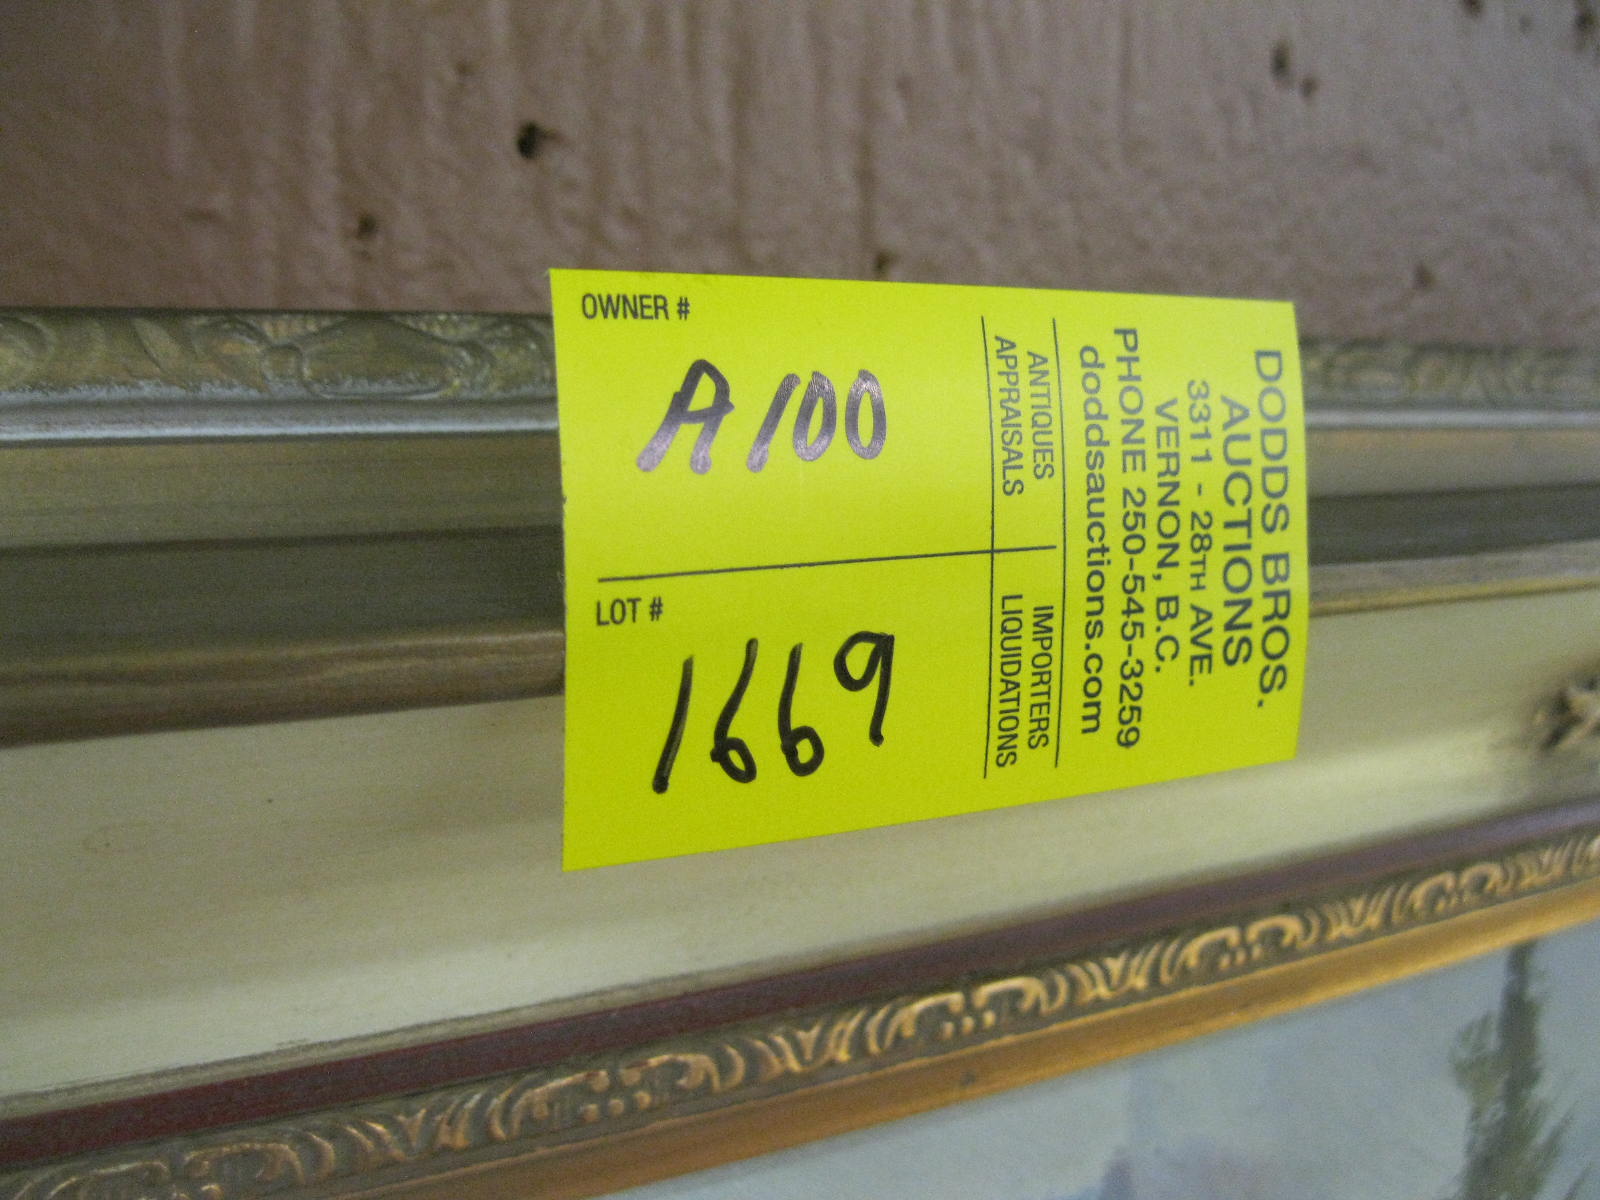 OWNER #
A100
LOT #
1669
DODDS BROS.
AUCTIONS
3311 - 28TH AVE.
VERNON, B.C.
PHONE 250-545-3259
doddsauctions.com
ANTIQUES
APPRAISALS
IMPORTERS
LIQUIDATIONS